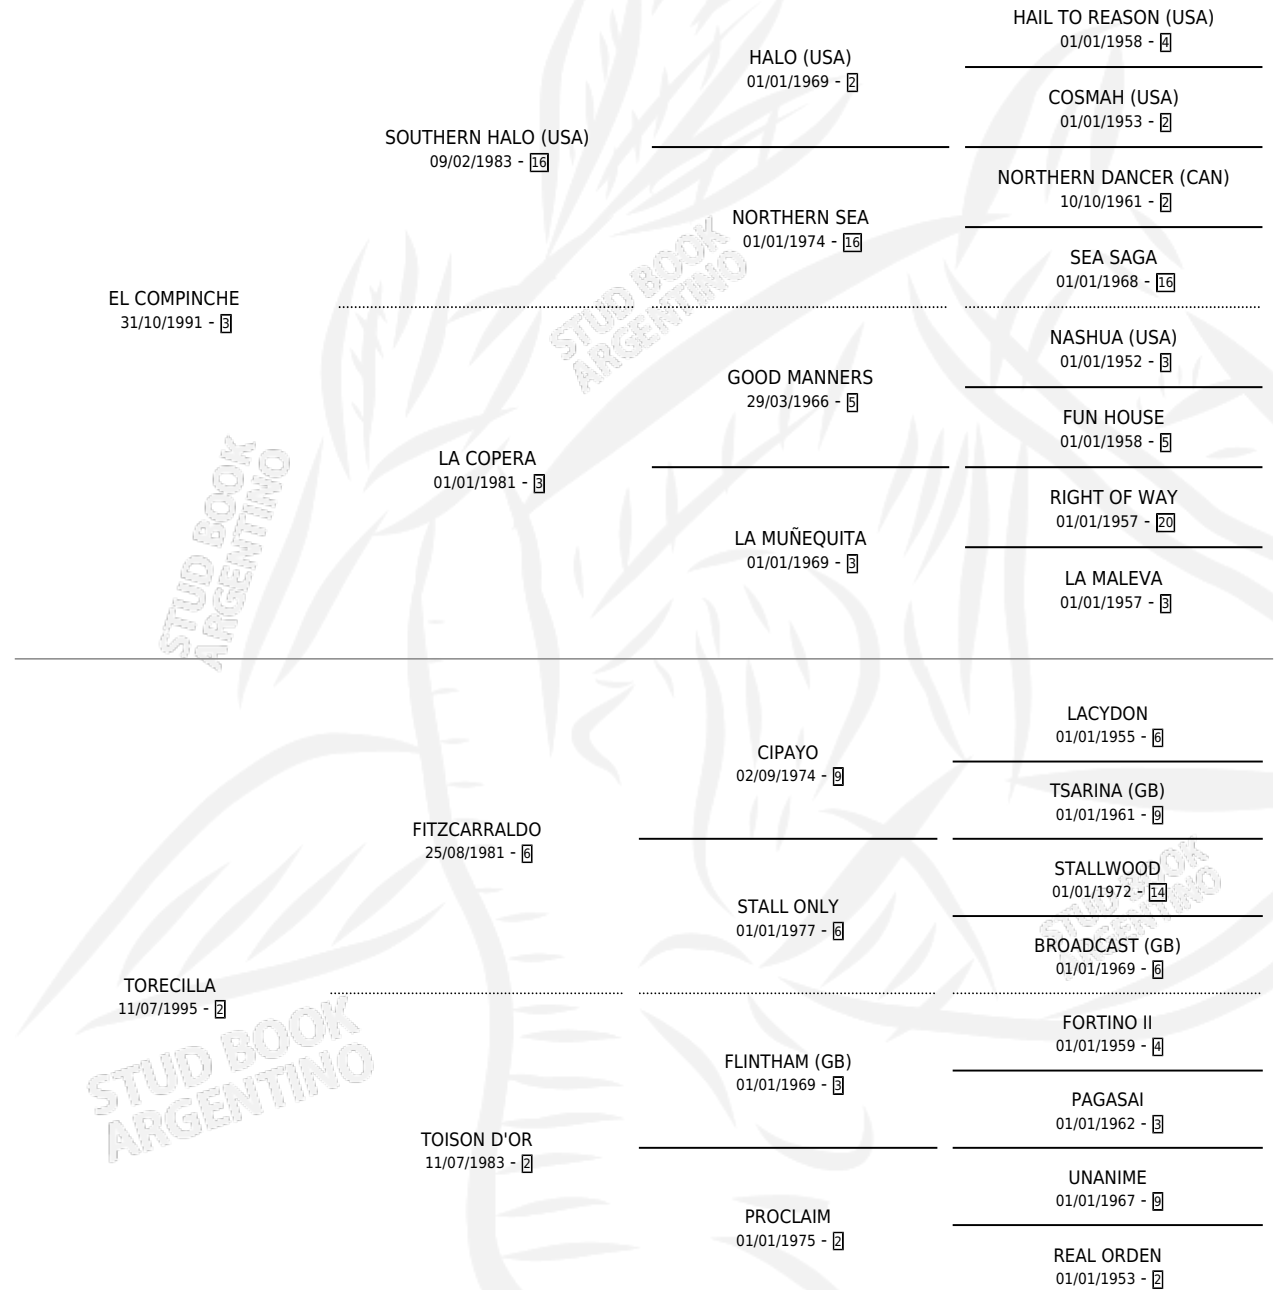 HAIL TO REASON (USA)
01/01/1958 - 4
HALO (USA)
01/01/1969 - 2
COSMAH (USA)
01/01/1953 - 2
SOUTHERN HALO (USA)
09/02/1983 - 16
NORTHERN DANCER (CAN)
10/10/1961 - 2
NORTHERN SEA
01/01/1974 - 16
SEA SAGA
01/01/1968 - 16
EL COMPINCHE
31/10/1991 - 3
NASHUA (USA)
01/01/1952 - 3
GOOD MANNERS
29/03/1966 - 5
FUN HOUSE
01/01/1958 - 5
LA COPERA
01/01/1981 - 3
RIGHT OF WAY
01/01/1957 - 20
LA MUÑEQUITA
01/01/1969 - 3
LA MALEVA
01/01/1957 - 3
LACYDON
01/01/1955 - 6
CIPAYO
02/09/1974 - 9
TSARINA (GB)
01/01/1961 - 9
FITZCARRALDO
25/08/1981 - 6
STALLWOOD
01/01/1972 - 14
STALL ONLY
01/01/1977 - 6
BROADCAST (GB)
01/01/1969 - 6
TORECILLA
11/07/1995 - 2
FORTINO II
01/01/1959 - 4
FLINTHAM (GB)
01/01/1969 - 3
PAGASAI
01/01/1962 - 3
TOISON D'OR
11/07/1983 - 2
UNANIME
01/01/1967 - 9
PROCLAIM
01/01/1975 - 2
REAL ORDEN
01/01/1953 - 2
STUD BOOK
ARGENTINO
STUD BOOK
ARGENTINO
STUD BOOK
ARGENTINO
STUD BOOK
ARGENTINO